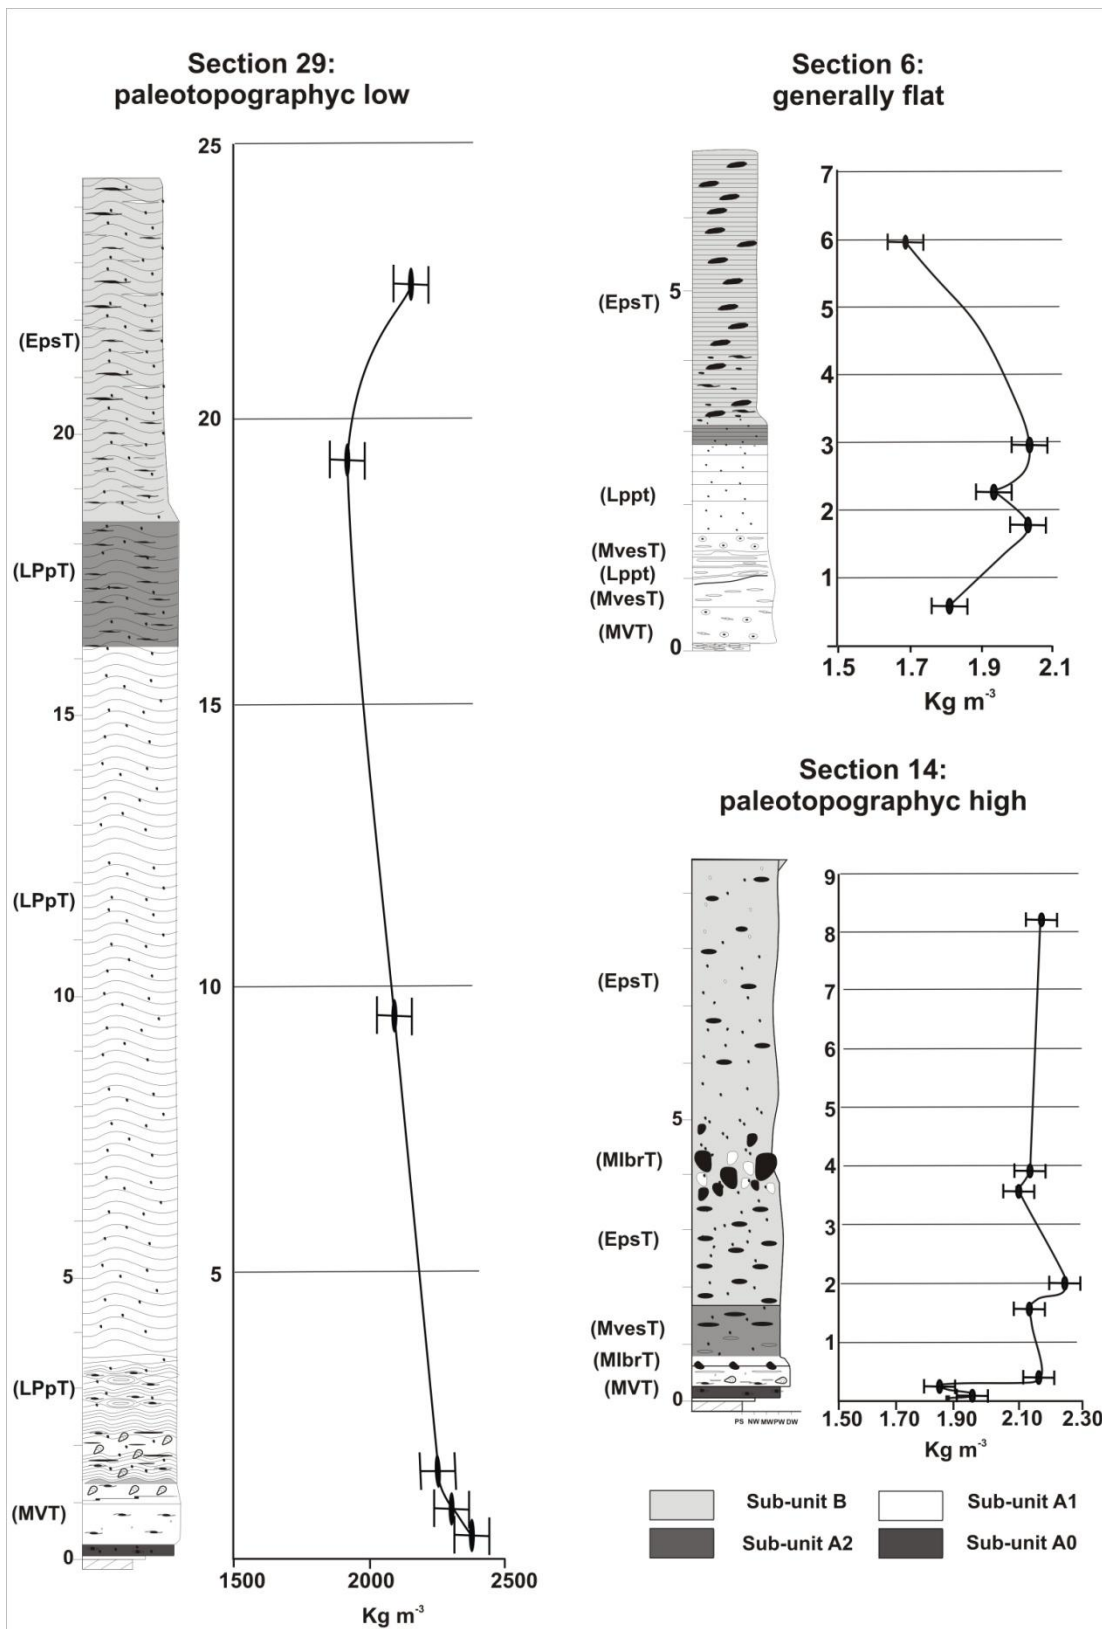 Section 29:
paleotopographyc low
25
20
15
10
5
1500 2000 2500
Kg m-3
(EpsT)
20
(LPpT)
15
(LPpT)
10
5
(LPpT)
(MVT)
0
Section 6:
generally flat
(EpsT)
5
(Lppt)
(MvesT)
(Lppt)
(MvesT)
(MVT)
0
7
6
5
4
3
2
1
1.5 1.7 1.9 2.1
Kg m-3
Section 14:
paleotopographyc high
(EpsT)
5
(MlbrT)
(EpsT)
(MvesT)
(MlbrT)
(MVT)
0
PS NW MW PW DW
9
8
7
6
5
4
3
2
1
1.50 1.70 1.90 2.10 2.30
Kg m-3
Sub-unit B
Sub-unit A1
Sub-unit A2
Sub-unit A0